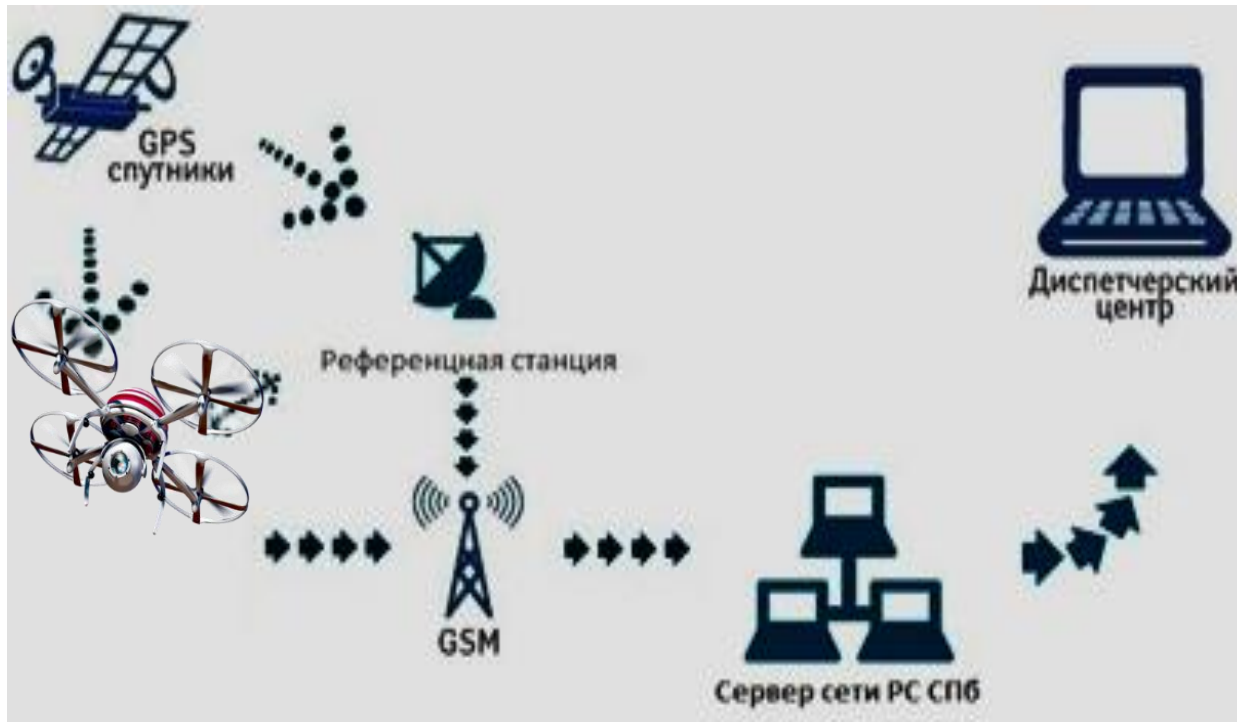 GPS
спутники
Диспетчерский
центр
Референцная станция
GSM
Сервер сети РС СПб